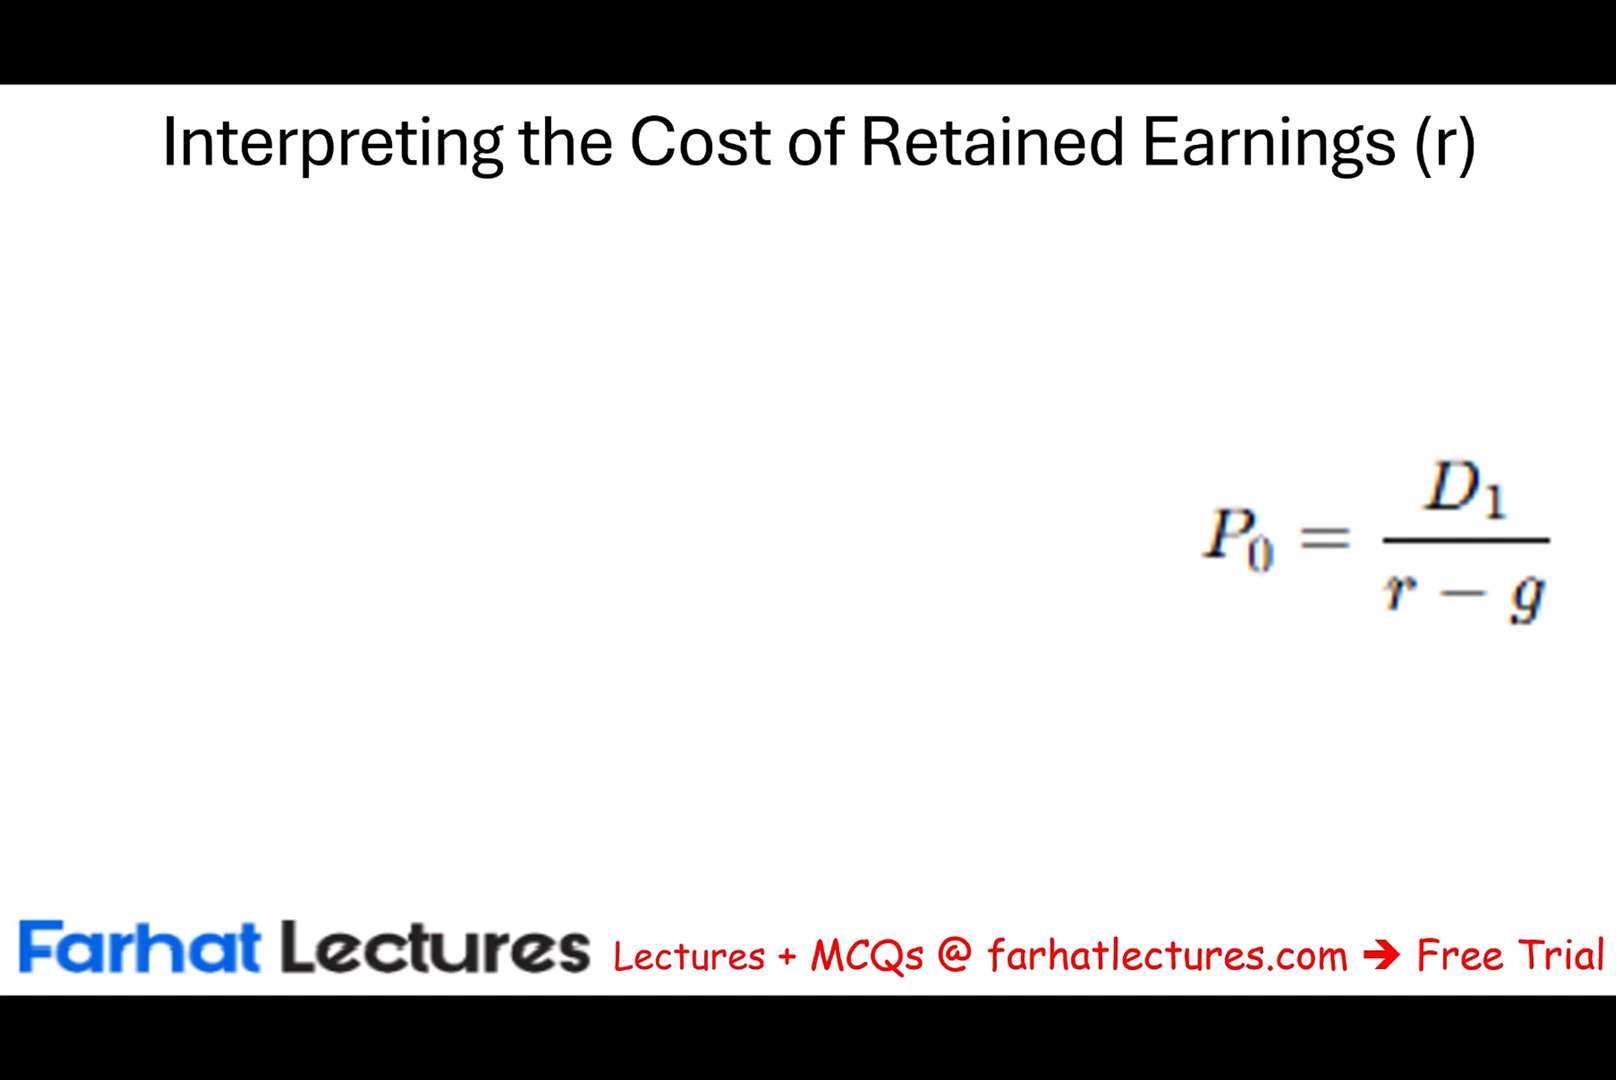 Interpreting the Cost of Retained Earnings (r)
P₀ = D₁ / (r − g)
Farhat Lectures Lectures + MCQs @ farhatlectures.com ➔ Free Trial